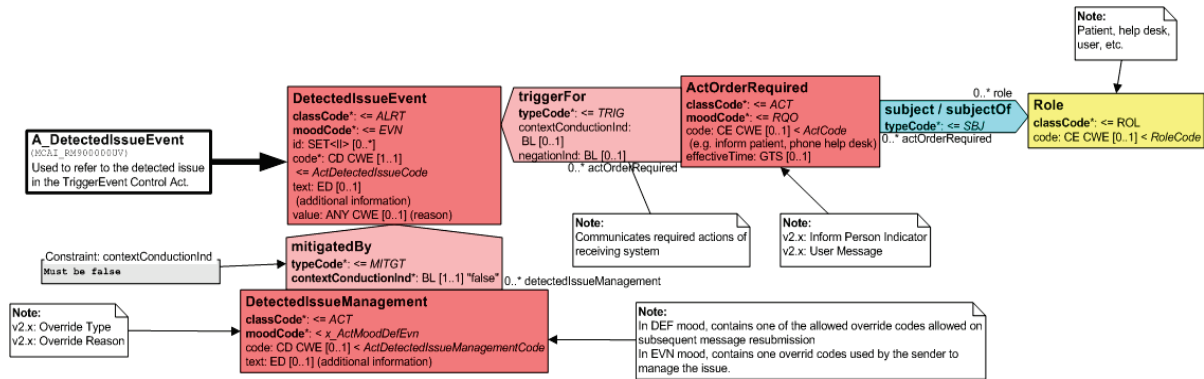 Note:
Patient, help desk,
user, etc.
A_DetectedIssueEvent
(MCAI_RM900000UV)
Used to refer to the detected issue
in the TriggerEvent Control Act.
DetectedIssueEvent
classCode*: <= ALRT
moodCode*: <= EVN
id: SET<II> [0..*]
code*: CD CWE [1..1]
<= ActDetectedIssueCode
text: ED [0..1]
(additional information)
value: ANY CWE [0..1] (reason)
triggerFor
typeCode*: <= TRIG
contextConductionInd:
BL [0..1]
negationInd: BL [0..1]
0..* actOrderRequired
ActOrderRequired
classCode*: <= ACT
moodCode*: <= RQO
code: CE CWE [0..1] < ActCode
(e.g. inform patient, phone help desk)
effectiveTime: GTS [0..1]
0..* role
subject / subjectOf
typeCode*: <= SBJ
0..* actOrderRequired
Role
classCode*: <= ROL
code: CE CWE [0..1] < RoleCode
Note:
Communicates required actions of
receiving system
Note:
v2.x: Inform Person Indicator
v2.x: User Message
Constraint: contextConductionInd
Must be false
mitigatedBy
typeCode*: <= MITGT
contextConductionInd*: BL [1..1] "false"
0..* detectedIssueManagement
Note:
v2.x: Override Type
v2.x: Override Reason
DetectedIssueManagement
classCode*: <= ACT
moodCode*: < x_ActMoodDefEvn
code: CD CWE [0..1] < ActDetectedIssueManagementCode
text: ED [0..1] (additional information)
Note:
In DEF mood, contains one of the allowed override codes allowed on
subsequent message resubmission
In EVN mood, contains one overrid codes used by the sender to
manage the issue.